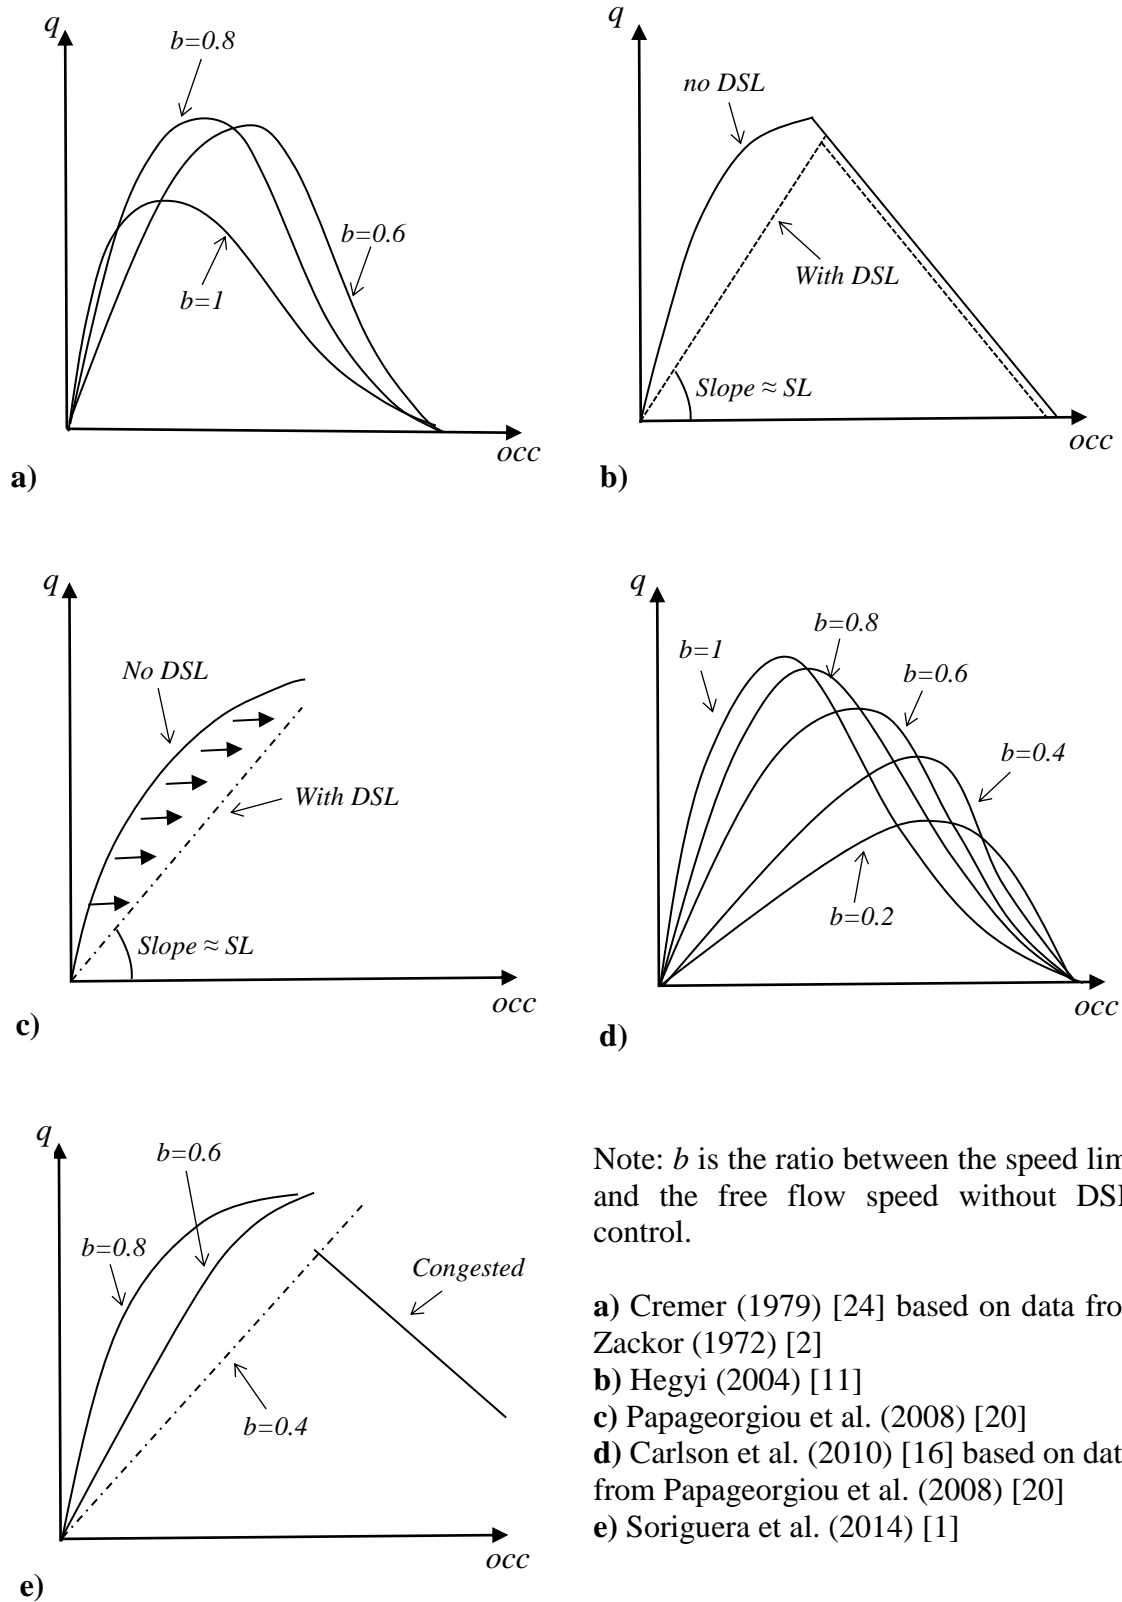 q
b=0.8
b=0.6
b=1
occ
a)
q
no DSL
With DSL
Slope ≈ SL
occ
b)
q
No DSL
With DSL
Slope ≈ SL
occ
c)
q
b=1
b=0.8
b=0.6
b=0.4
b=0.2
occ
d)
q
b=0.6
b=0.8
Congested
b=0.4
occ
e)
Note: b is the ratio between the speed lim
and the free flow speed without DS
control.
a) Cremer (1979) [24] based on data fro
Zackor (1972) [2]
b) Hegyi (2004) [11]
c) Papageorgiou et al. (2008) [20]
d) Carlson et al. (2010) [16] based on dat
from Papageorgiou et al. (2008) [20]
e) Soriguera et al. (2014) [1]